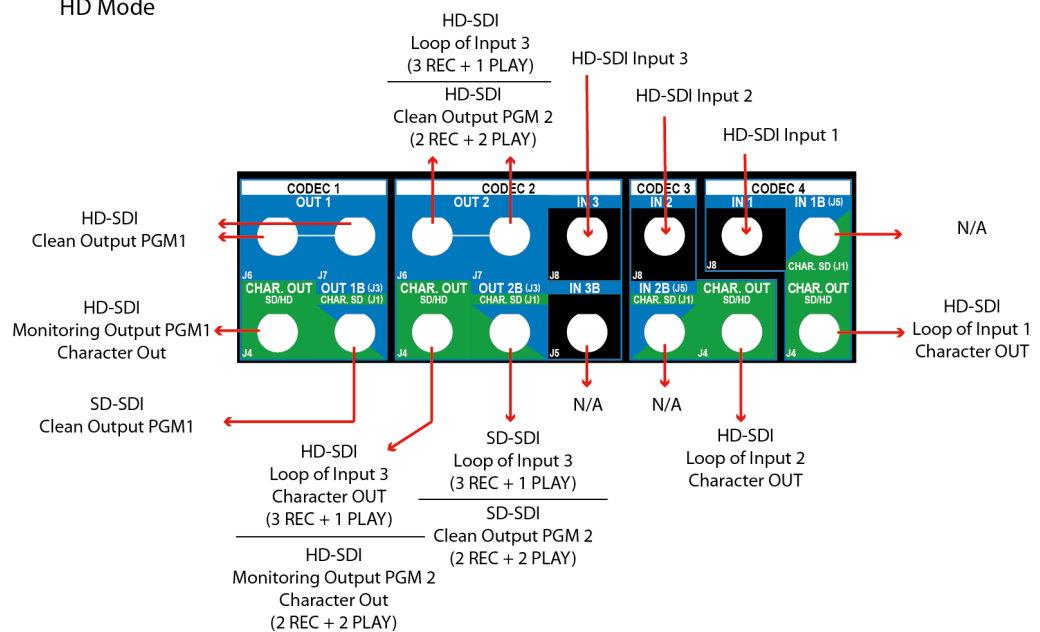 HD Mode
HD-SDI
Loop of Input 3
(3 REC + 1 PLAY)
HD-SDI
Clean Output PGM 2
(2 REC + 2 PLAY)
HD-SDI Input 3
HD-SDI Input 2
HD-SDI Input 1
CODEC 1
CODEC 2
CODEC 3
CODEC 4
OUT 1
OUT 2
IN 3
IN 2
IN 1
IN 1B (J5)
J6
J7
J6
J7
J8
J8
J8
CHAR. SD (J1)
HD-SDI
Clean Output PGM1
N/A
CHAR. OUT
SD/HD
OUT 1B (J3)
CHAR. SD (J1)
CHAR. OUT
SD/HD
OUT 2B (J3)
CHAR. SD (J1)
IN 3B
IN 2B (J5)
CHAR. SD (J1)
CHAR. OUT
SD/HD
CHAR. OUT
SD/HD
J4
J4
J5
J4
J4
HD-SDI
Monitoring Output PGM1
Character Out
HD-SDI
Loop of Input 1
Character OUT
SD-SDI
Clean Output PGM1
HD-SDI
Loop of Input 3
Character OUT
(3 REC + 1 PLAY)
HD-SDI
Monitoring Output PGM 2
Character Out
(2 REC + 2 PLAY)
SD-SDI
Loop of Input 3
(3 REC + 1 PLAY)
SD-SDI
Clean Output PGM 2
(2 REC + 2 PLAY)
N/A
N/A
HD-SDI
Loop of Input 2
Character OUT